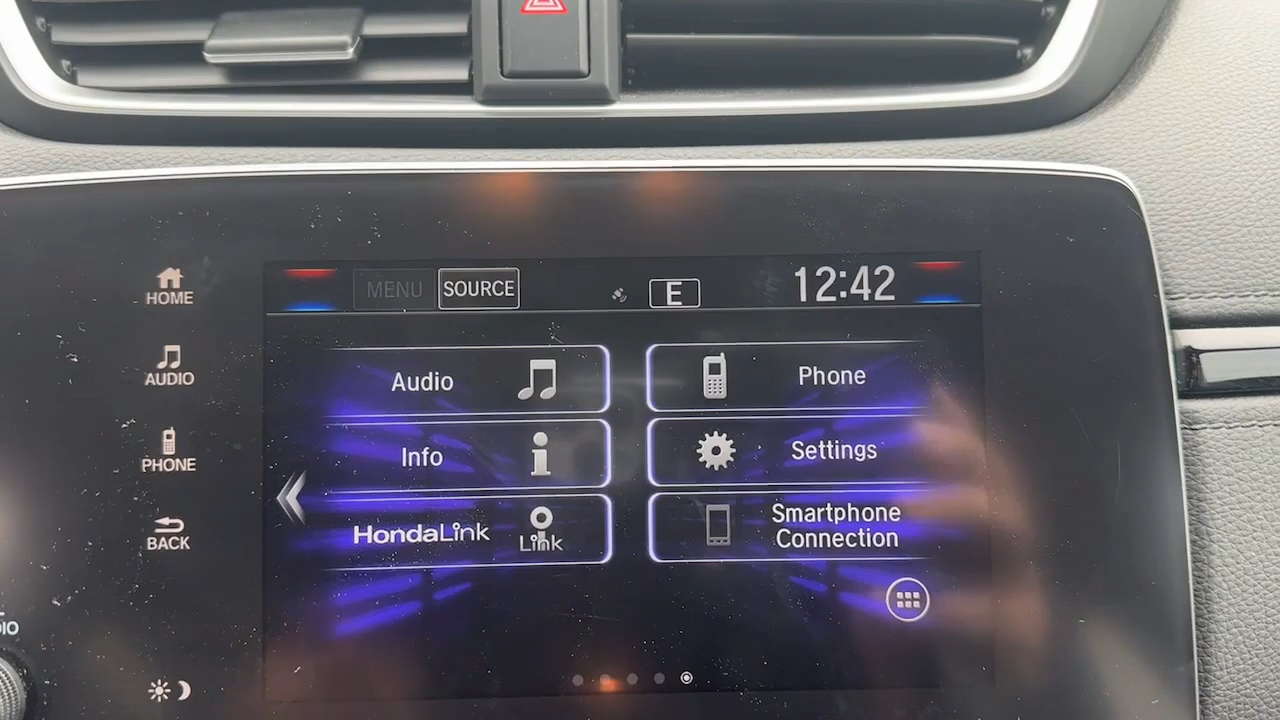 MENU
SOURCE
E
12:42
HOME
AUDIO
PHONE
BACK
Audio
Info
HondaLink
Link
Phone
Settings
Smartphone
Connection